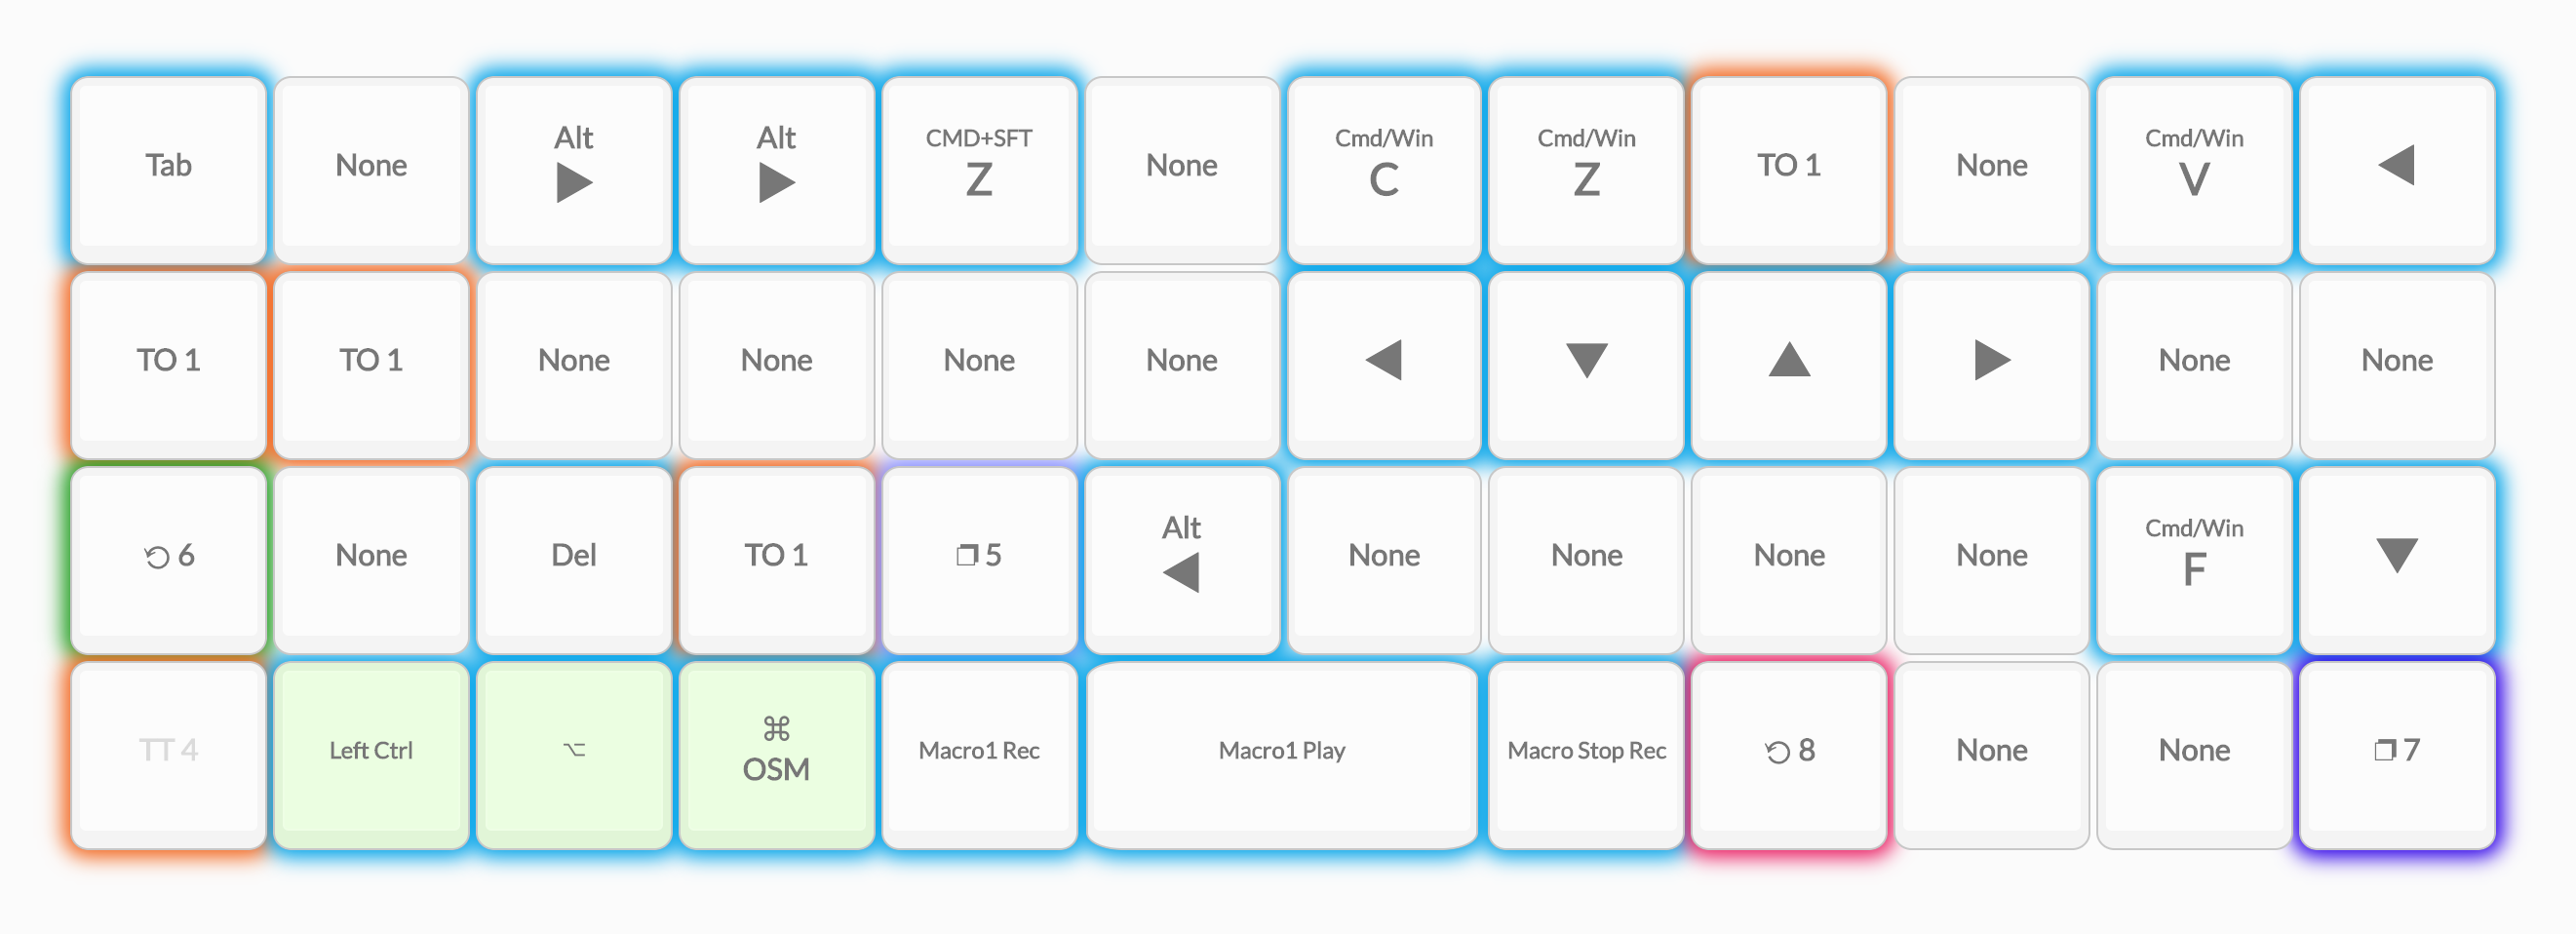 Tab
None
Alt
▶
Alt
▶
CMD+SFT
Z
None
Cmd/Win
C
Cmd/Win
Z
TO 1
None
Cmd/Win
V
◀
TO 1
TO 1
None
None
None
None
◀
▼
▲
▶
None
None
⟲ 6
None
Del
TO 1
❐ 5
Alt
◀
None
None
None
None
Cmd/Win
F
▼
TT 4
Left Ctrl
⌥
⌘
OSM
Macro1 Rec
Macro1 Play
Macro Stop Rec
⟲ 8
None
None
❐ 7